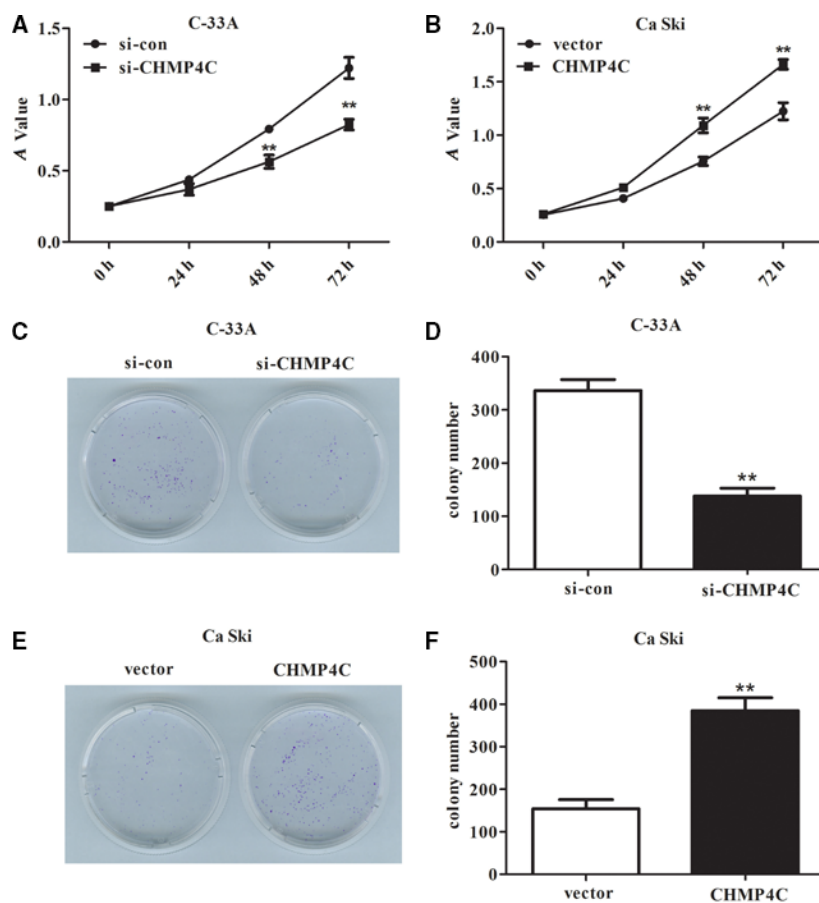 A
C-33A
si-con
si-CHMP4C
A Value
1.5
1.0
0.5
0.0
**
**
0 h
24 h
48 h
72 h
B
Ca Ski
vector
CHMP4C
A Value
2.0
1.5
1.0
0.5
0.0
**
**
0 h
24 h
48 h
72 h
C
C-33A
si-con
si-CHMP4C
D
C-33A
colony number
400
300
200
100
0
**
si-con
si-CHMP4C
E
Ca Ski
vector
CHMP4C
F
Ca Ski
colony number
500
400
300
200
100
0
**
vector
CHMP4C